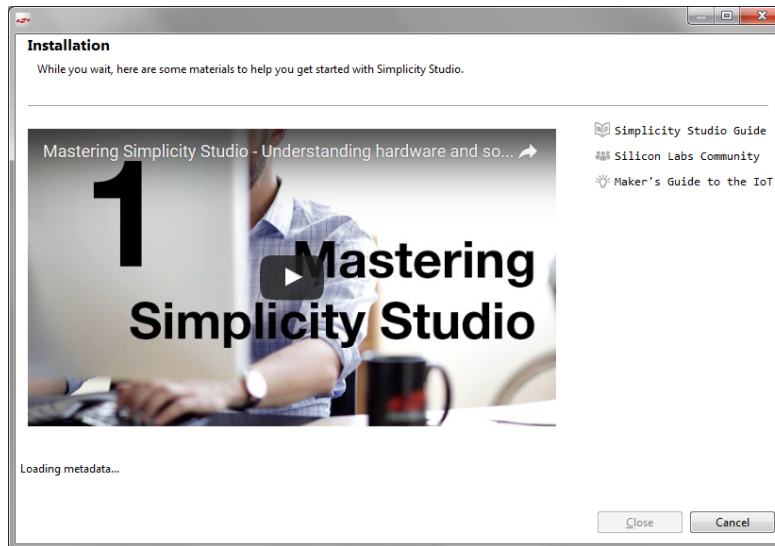 Installation
While you wait, here are some materials to help you get started with Simplicity Studio.
Mastering Simplicity Studio - Understanding hardware and so...
1
Mastering
Simplicity Studio
Simplicity Studio Guide
Silicon Labs Community
Maker's Guide to the IoT
Loading metadata...
Close
Cancel